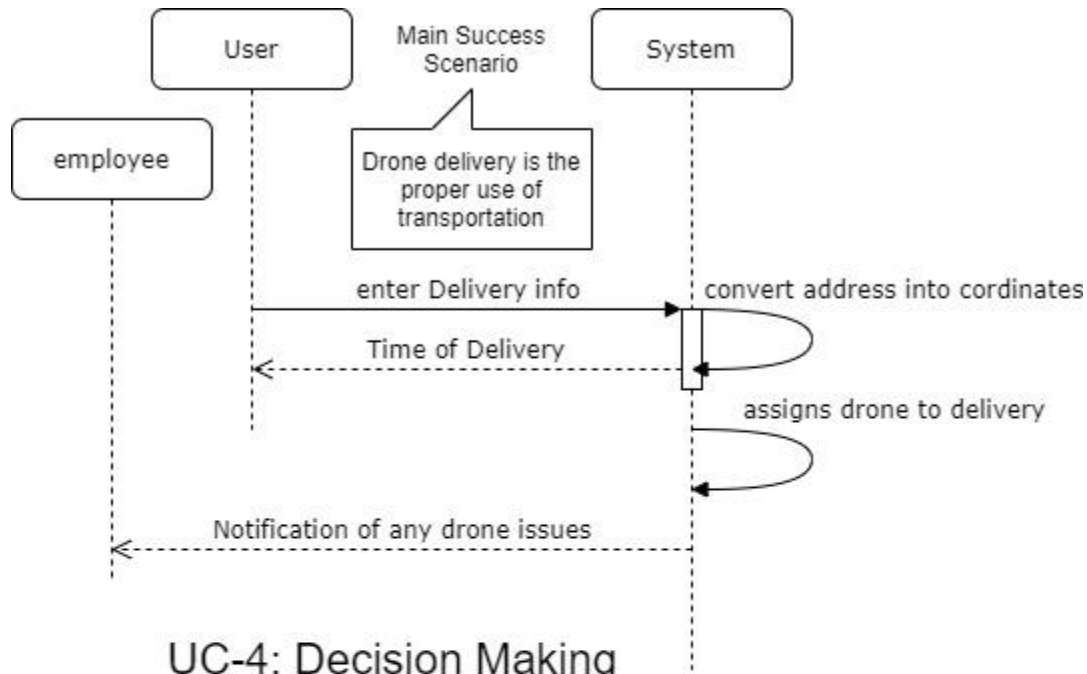 User
Main Success
Scenario
System
employee
Drone delivery is the
proper use of
transportation
enter Delivery info
convert address into cordinates
Time of Delivery
assigns drone to delivery
Notification of any drone issues
UC-4: Decision Making